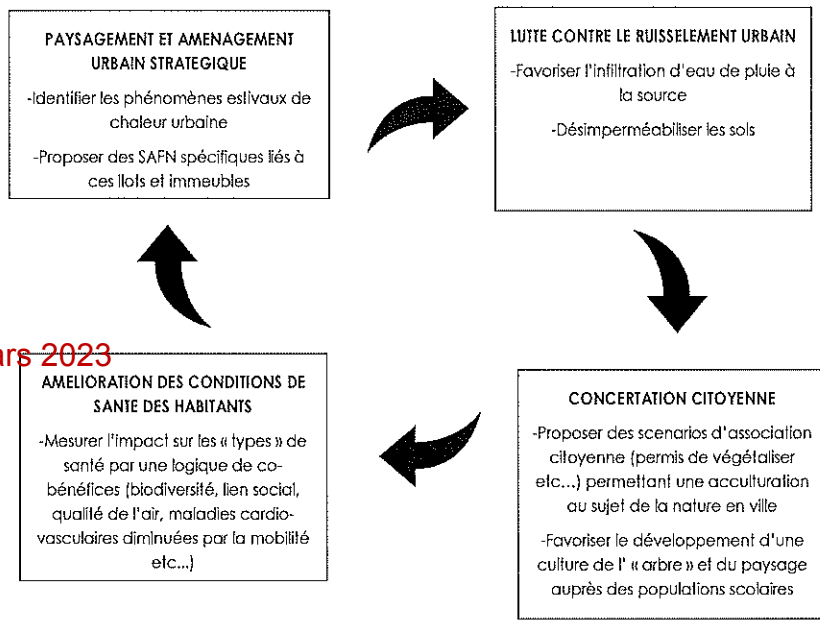 PAYSAGEMENT ET AMENAGEMENT
URBAIN STRATEGIQUE
-Identifier les phénomènes estivaux de
chaleur urbaine
-Proposer des SAFN spécifiques liés à
ces ilots et immeubles
LUTTE CONTRE LE RUISSELEMENT URBAIN
-Favoriser l'infiltration d'eau de pluie à
la source
-Désimperméabiliser les sols
ars 2023
AMELIORATION DES CONDITIONS DE
SANTE DES HABITANTS
-Mesurer l'impact sur les « types » de
santé par une logique de co-
bénéfices (biodiversité, lien social,
qualité de l'air, maladies cardio-
vasculaires diminuées par la mobilité
etc...)
CONCERTATION CITOYENNE
-Proposer des scenarios d'association
citoyenne (permis de végétaliser
etc...) permettant une acculturation
au sujet de la nature en ville
-Favoriser le développement d'une
culture de l' « arbre » et du paysage
auprès des populations scolaires